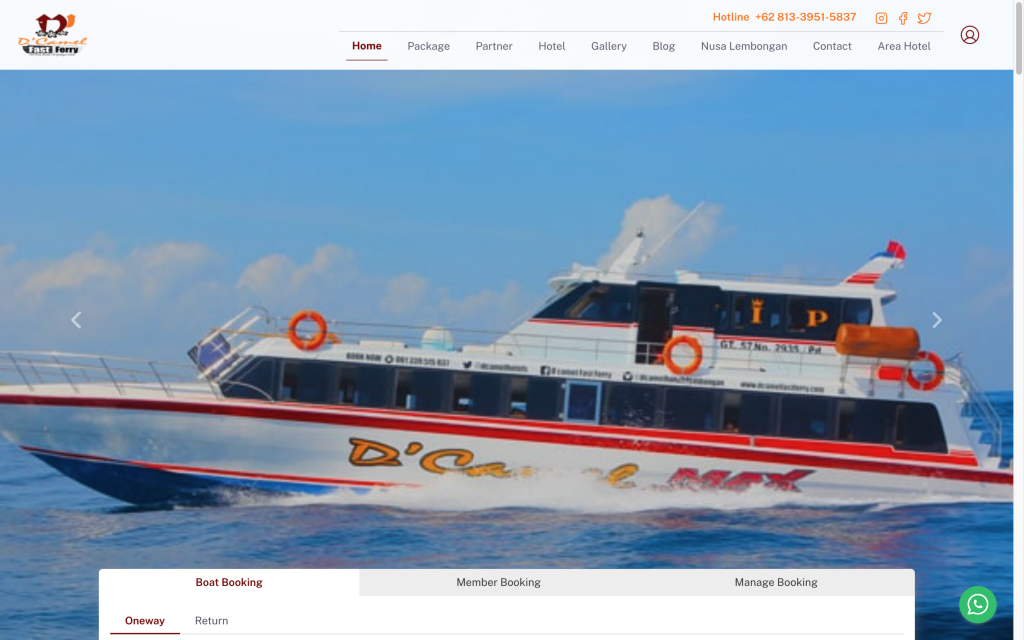 Hotline +62 813-3951-5837
D'Camel
Fast Ferry
Home Package Partner Hotel Gallery Blog Nusa Lembongan Contact Area Hotel
I P
GT. 57.No. 2935 / Pd
BOOK NOW
d'camel Fast Ferry
www.dcamelfastferry.com
D'Camel MAX
Boat Booking Member Booking Manage Booking
Oneway Return